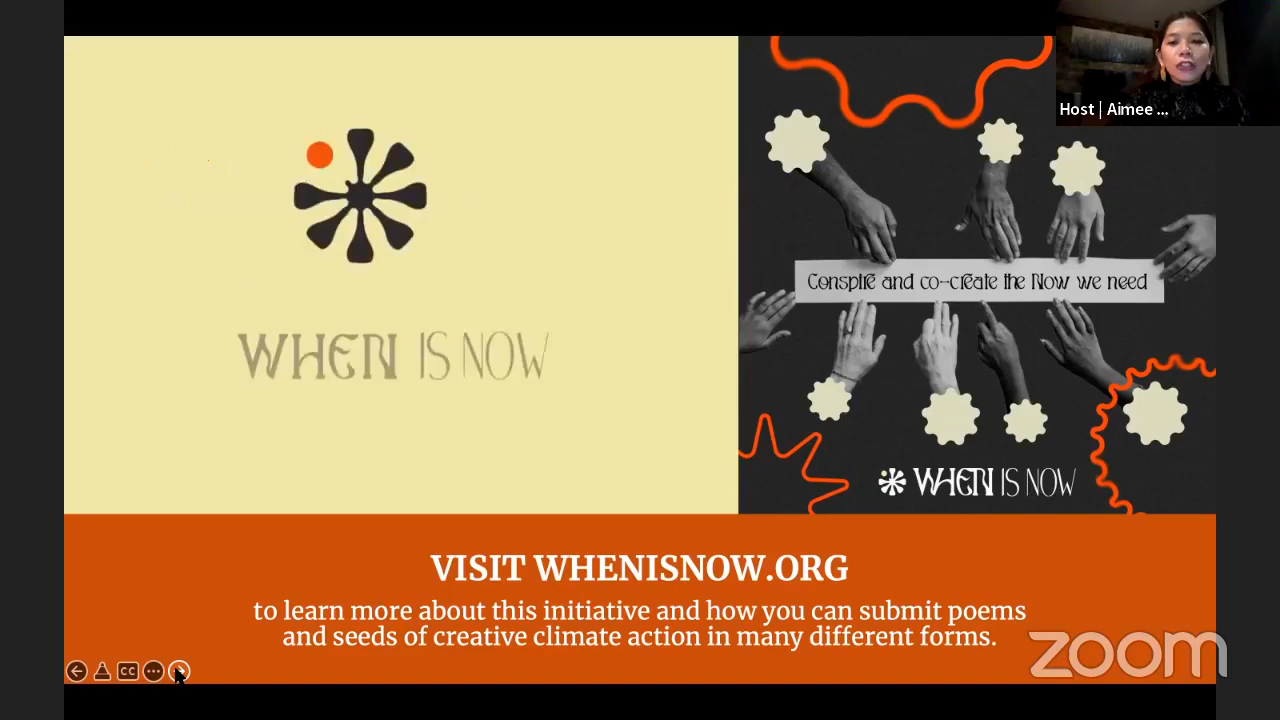 Host | Aimee ...
Conspire and co-create the Now we need
WHEN IS NOW
WHEN IS NOW
VISIT WHENISNOW.ORG
to learn more about this initiative and how you can submit poems
and seeds of creative climate action in many different forms.
zoom
CC